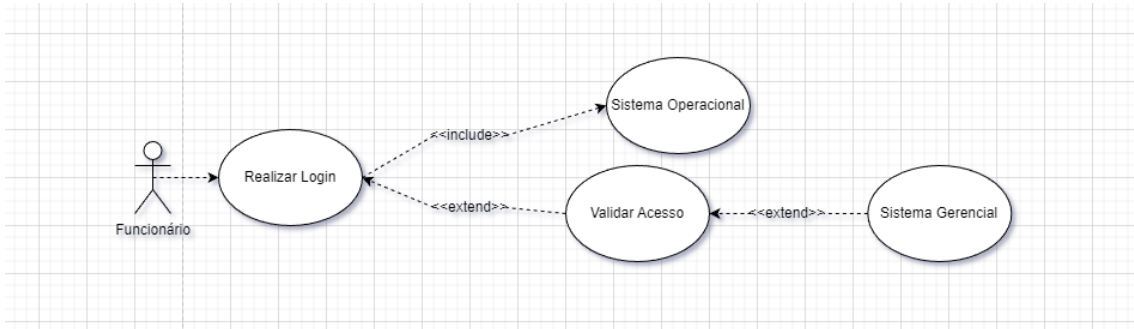 Sistema Operacional
<<include>>
Realizar Login
<<extend>>
Validar Acesso
<<extend>>
Sistema Gerencial
Funcionário